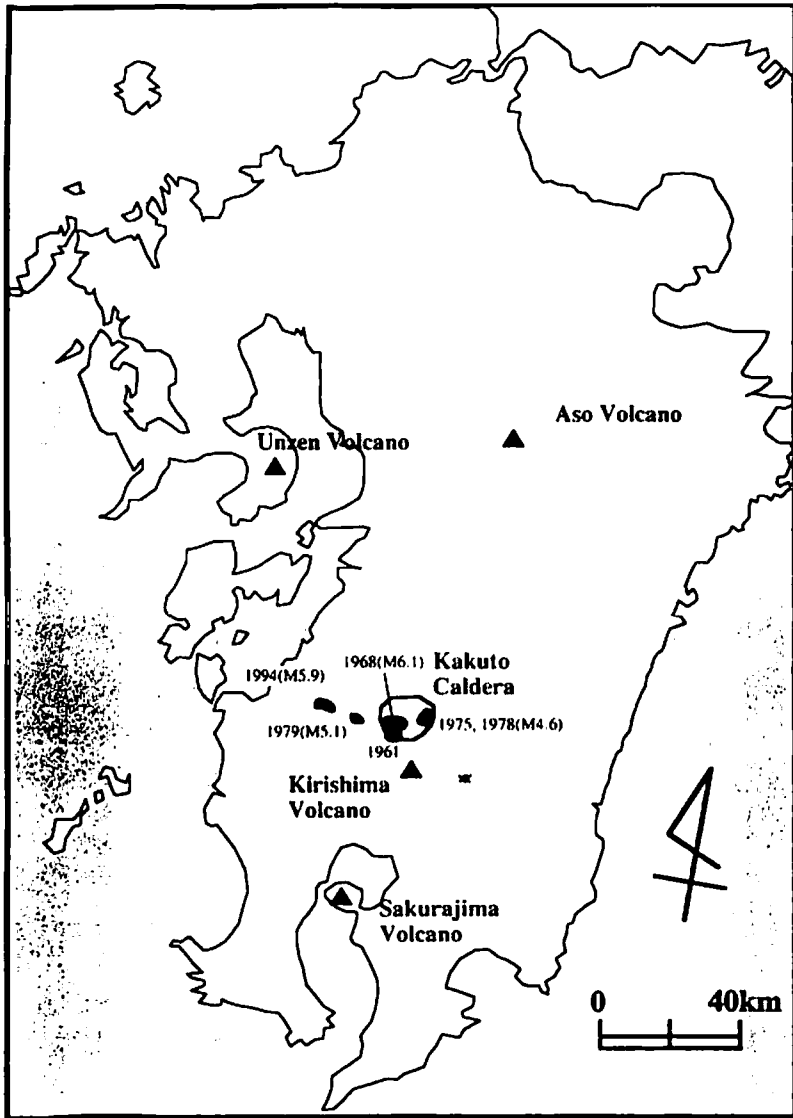 Aso Volcano
Unzen Volcano
1968(M6.1)
Kakuto
Caldera
1994(M5.9)
1979(M5.1)
1975, 1978(M4.6)
1961
Kirishima
Volcano
Sakurajima
Volcano
0 40km